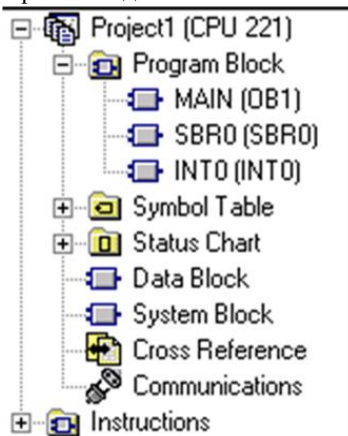 Project1 (CPU 221)
Program Block
MAIN (OB1)
SBR0 (SBR0)
INT0 (INT0)
Symbol Table
Status Chart
Data Block
System Block
Cross Reference
Communications
Instructions